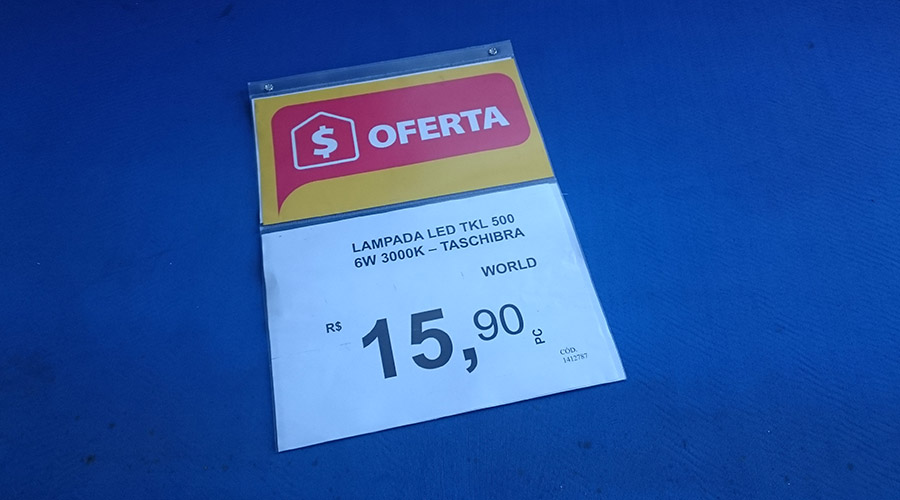 $ OFERTA
LAMPADA LED TKL 500
6W 3000K – TASCHIBRA
WORLD
R$ 15,90 PC
CÓD.
1412787